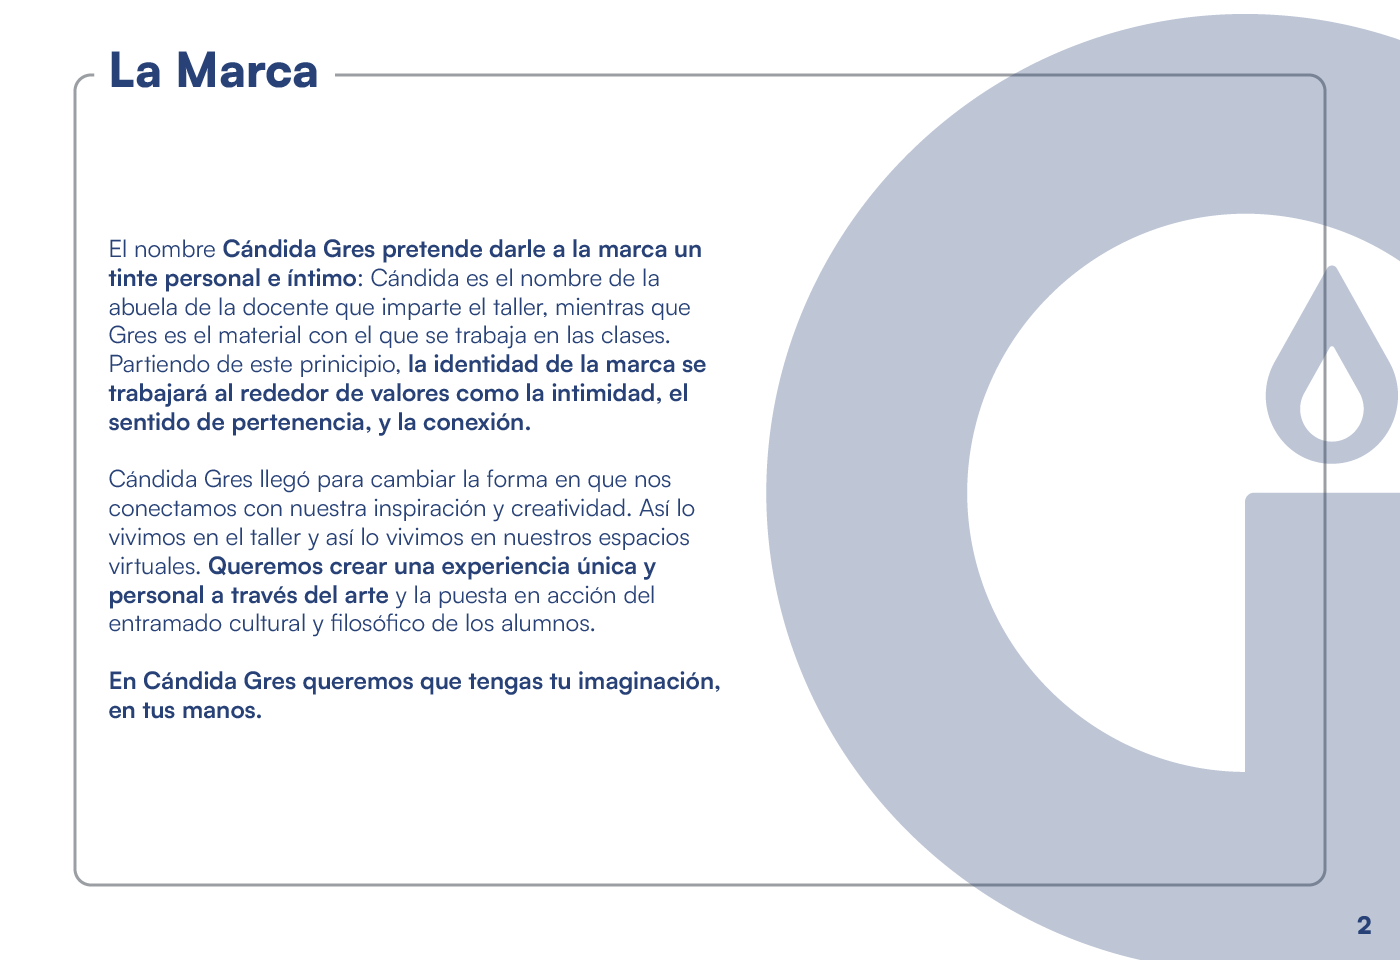 La Marca
El nombre Cándida Gres pretende darle a la marca un
tinte personal e íntimo: Cándida es el nombre de la
abuela de la docente que imparte el taller, mientras que
Gres es el material con el que se trabaja en las clases.
Partiendo de este prinicipio, la identidad de la marca se
trabajará al rededor de valores como la intimidad, el
sentido de pertenencia, y la conexión.
Cándida Gres llegó para cambiar la forma en que nos
conectamos con nuestra inspiración y creatividad. Así lo
vivimos en el taller y así lo vivimos en nuestros espacios
virtuales. Queremos crear una experiencia única y
personal a través del arte y la puesta en acción del
entramado cultural y filosófico de los alumnos.
En Cándida Gres queremos que tengas tu imaginación,
en tus manos.
2